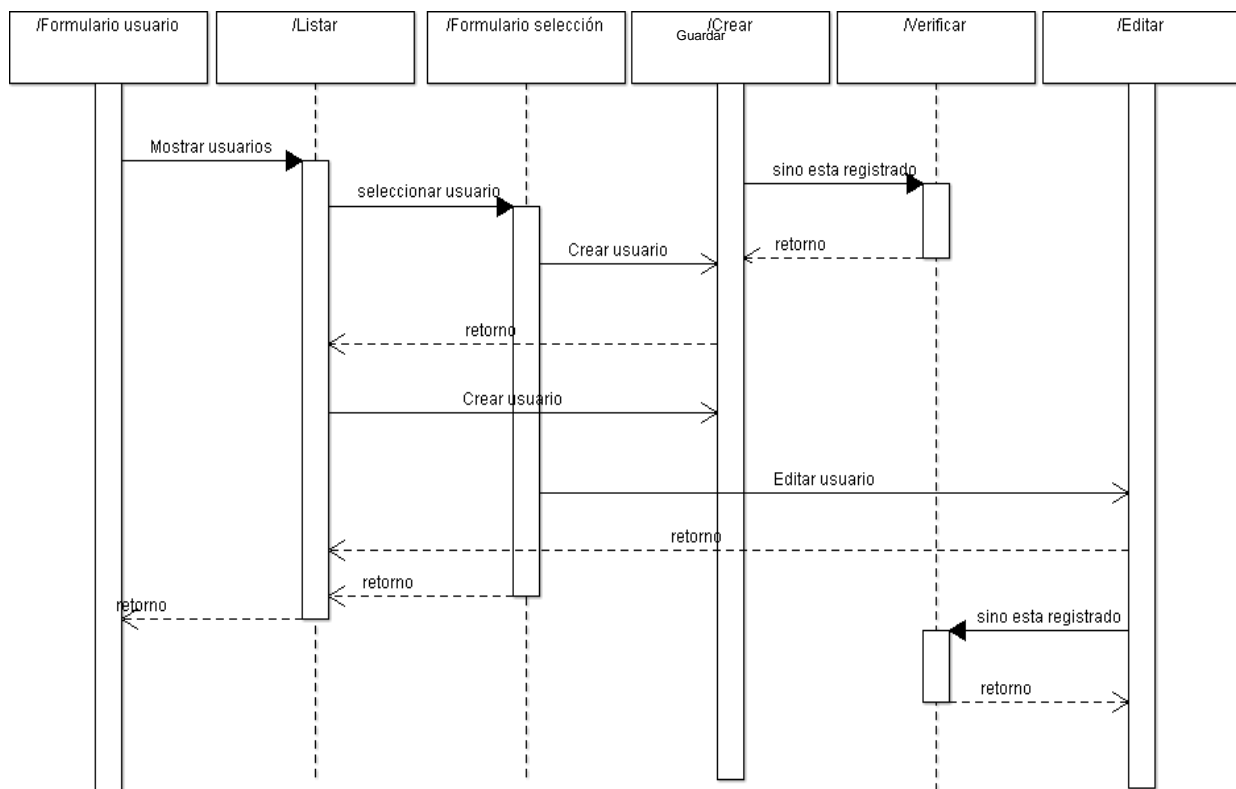 /Formulario usuario
/Listar
/Formulario selección
/Crear
Guardar
/Verificar
/Editar
Mostrar usuarios
sino esta registrado
seleccionar usuario
retorno
Crear usuario
retorno
Crear usuario
Editar usuario
retorno
retorno
retorno
sino esta registrado
retorno